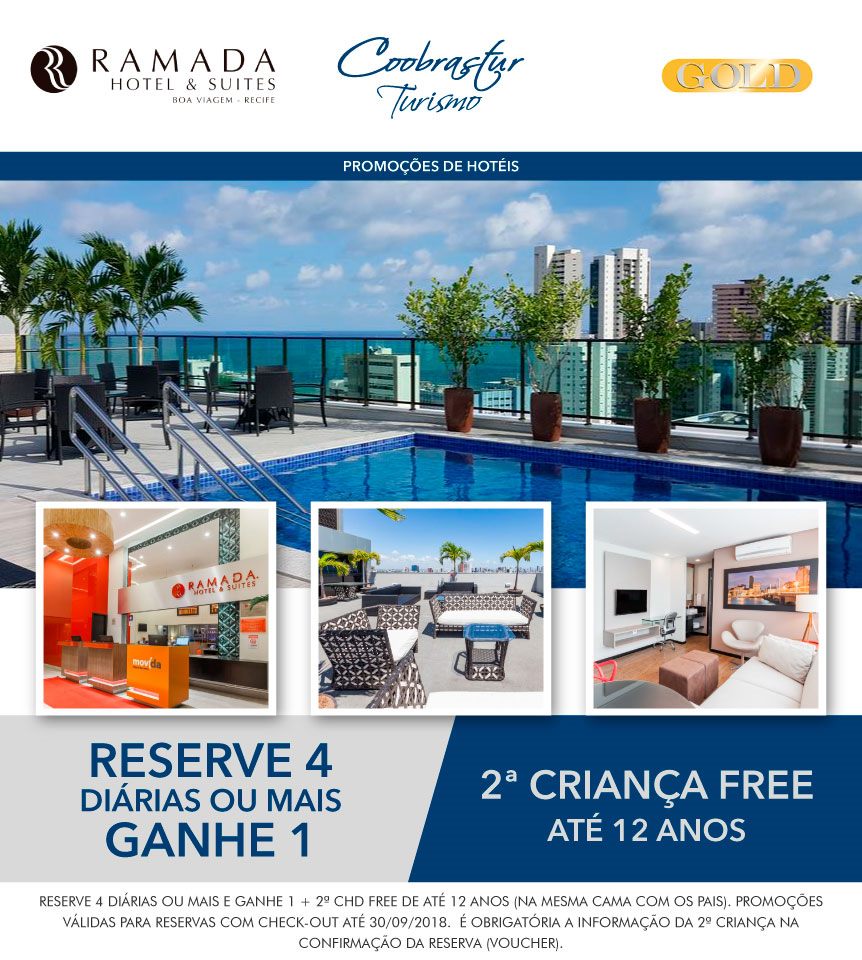 RAMADA
HOTEL & SUITES
BOA VIAGEM - RECIFE
Coobrastur
Turismo
GOLD
PROMOÇÕES DE HOTÉIS
RAMADA
HOTEL & SUITES
movida
RESERVE 4
DIÁRIAS OU MAIS
GANHE 1
2ª CRIANÇA FREE
ATÉ 12 ANOS
RESERVE 4 DIÁRIAS OU MAIS E GANHE 1 + 2º CHD FREE DE ATÉ 12 ANOS (NA MESMA CAMA COM OS PAIS). PROMOÇÕES
VÁLIDAS PARA RESERVAS COM CHECK-OUT ATÉ 30/09/2018. É OBRIGATÓRIA A INFORMAÇÃO DA 2º CRIANÇA NA
CONFIRMAÇÃO DA RESERVA (VOUCHER).